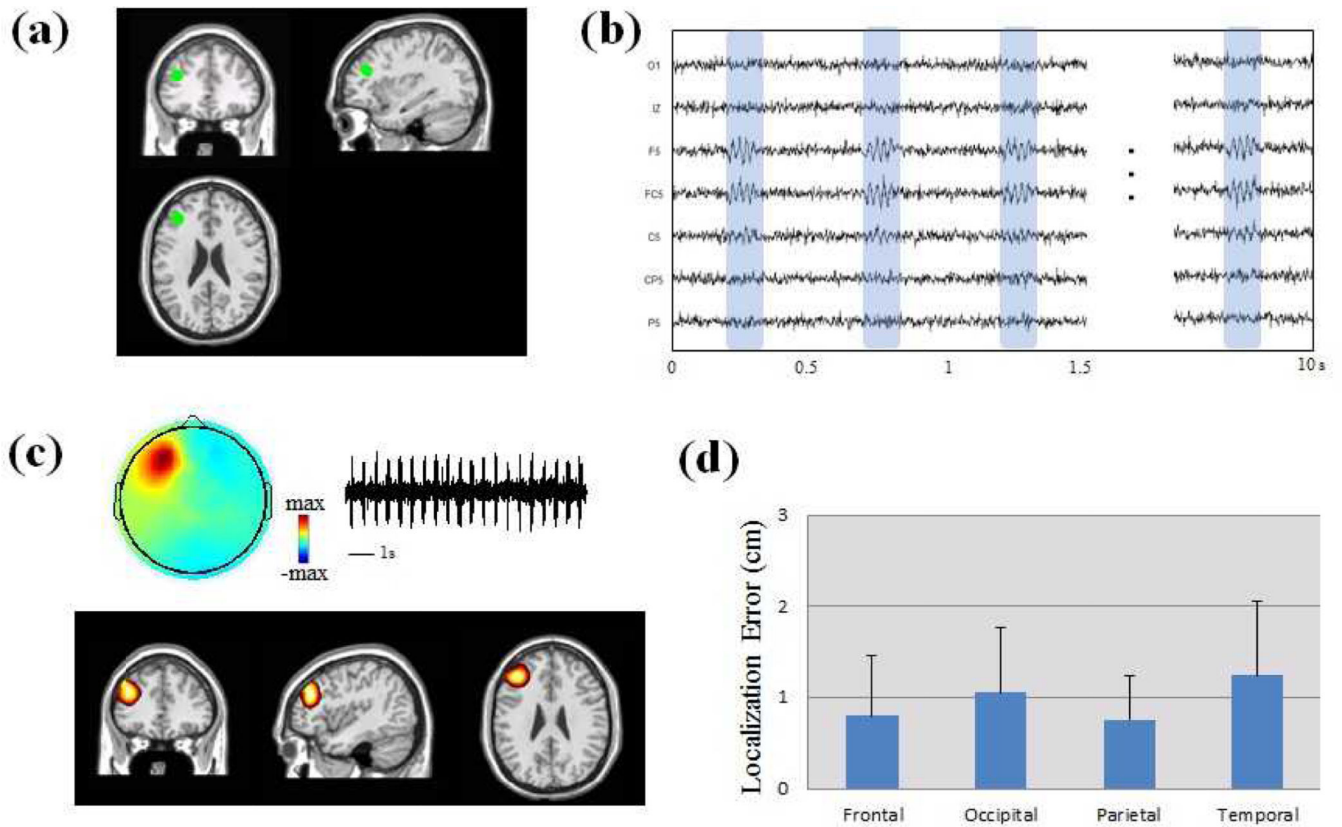 (a)
(b)
O1
IZ
F5
FC5
C5
CP5
P5
0
0.5
1
1.5
10 s
(c)
max
-max
1s
(d)
Localization Error (cm)
3
2
1
0
Frontal
Occipital
Parietal
Temporal